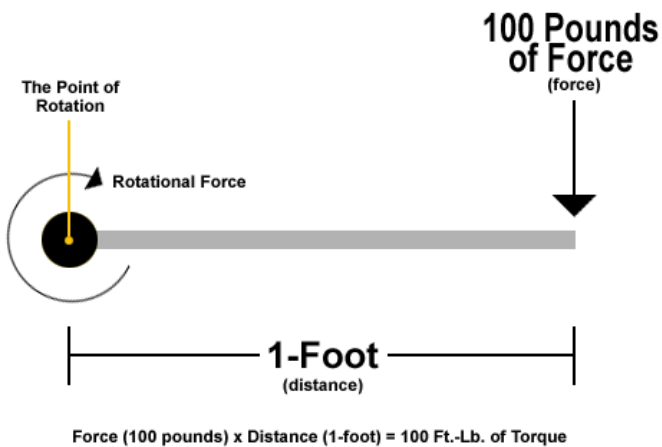 100 Pounds
of Force
(force)
The Point of
Rotation
Rotational Force
1-Foot
(distance)
Force (100 pounds) x Distance (1-foot) = 100 Ft.-Lb. of Torque